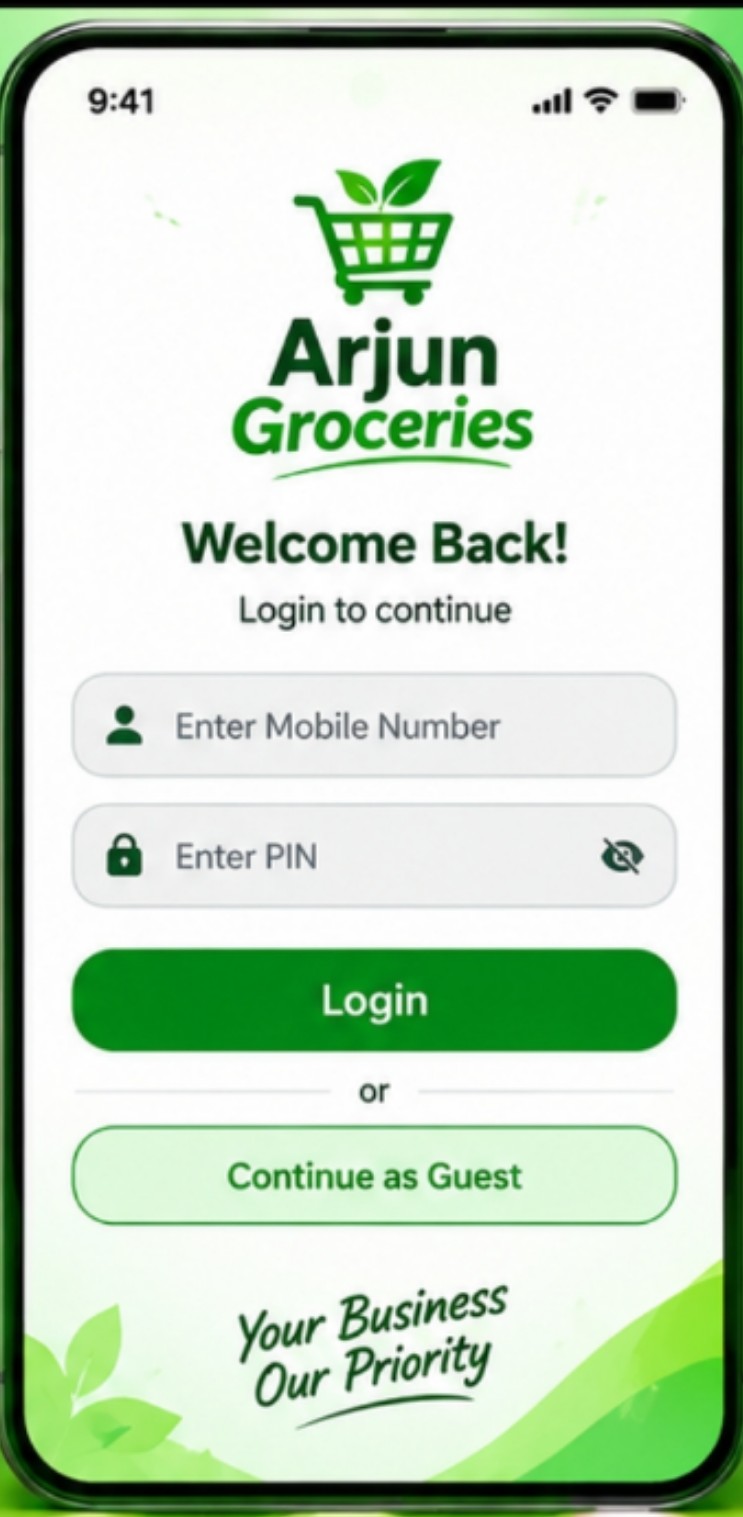 9:41
Arjun
Groceries
Welcome Back!
Login to continue
Enter Mobile Number
Enter PIN
Login
or
Continue as Guest
Your Business
Our Priority